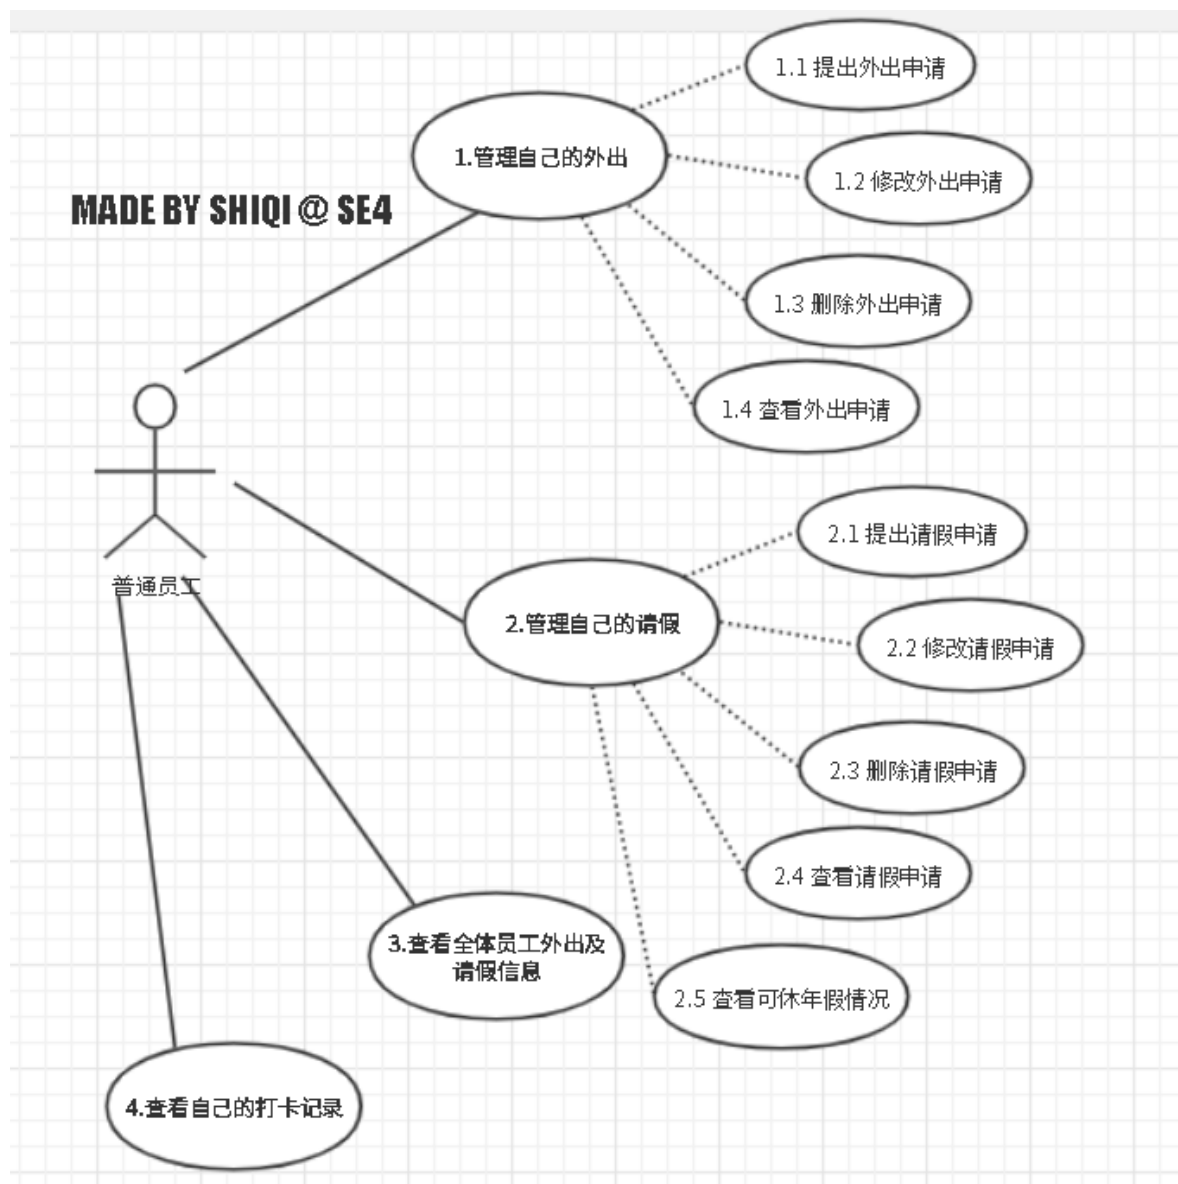 1.1 提出外出申请
1.管理自己的外出
1.2 修改外出申请
MADE BY SHIQI @ SE4
1.3 删除外出申请
1.4 查看外出申请
2.1 提出请假申请
普通员工
2.管理自己的请假
2.2 修改请假申请
2.3 删除请假申请
2.4 查看请假申请
3.查看全体员工外出及
请假信息
2.5 查看可休年假情况
4.查看自己的打卡记录